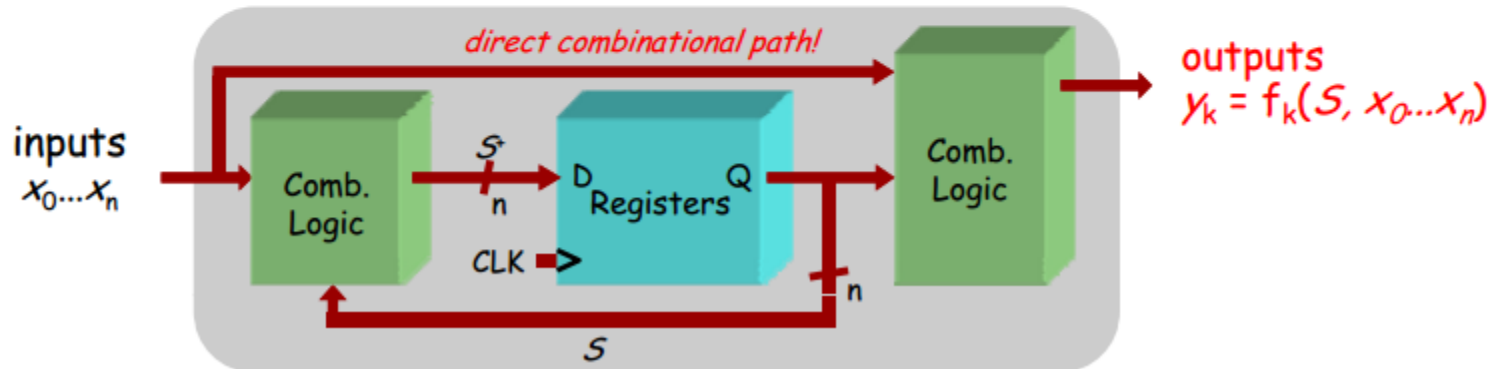 direct combinational path!
inputs
x₀...xₙ
Comb.
Logic
S⁺
n
D
Q
Registers
CLK
n
S
Comb.
Logic
outputs
yₖ = fₖ(S, x₀...xₙ)